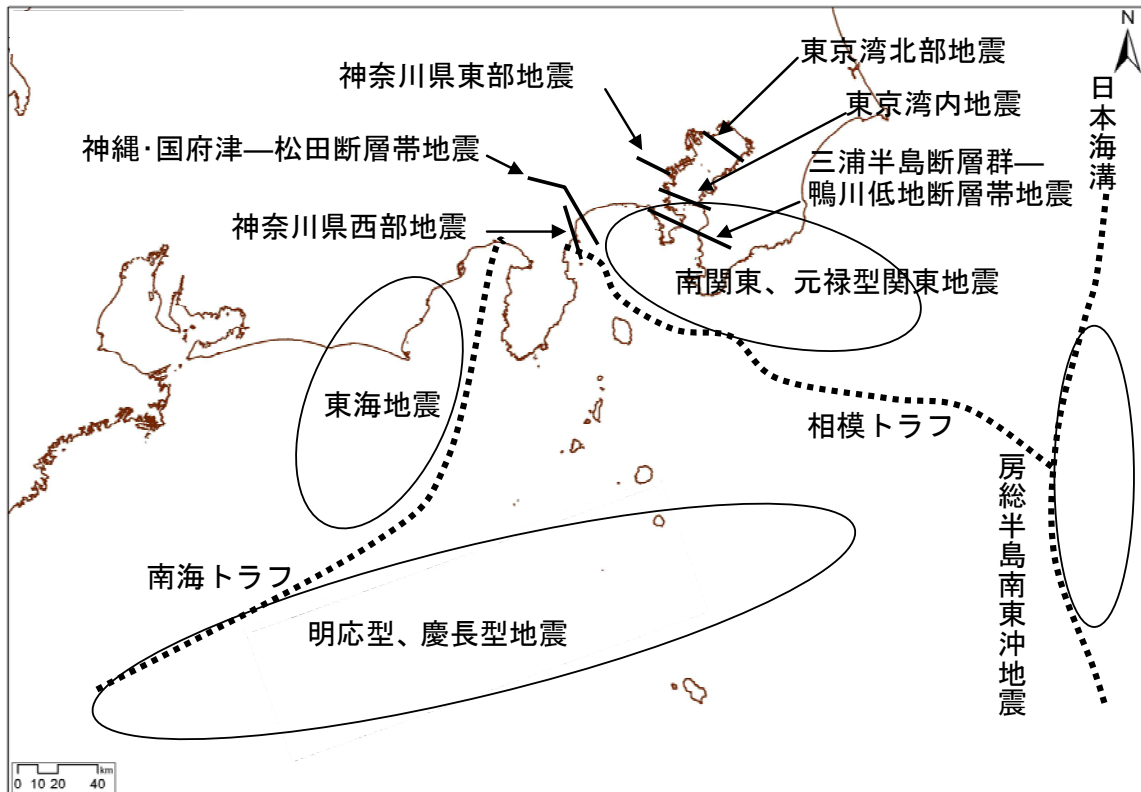 N
東京湾北部地震
神奈川県東部地震
東京湾内地震
日本海溝
神縄・国府津―松田断層帯地震
三浦半島断層群―
鴨川低地断層帯地震
神奈川県西部地震
南関東、元禄型関東地震
東海地震
相模トラフ
房総半島南東沖地震
南海トラフ
明応型、慶長型地震
km
0 10 20 40